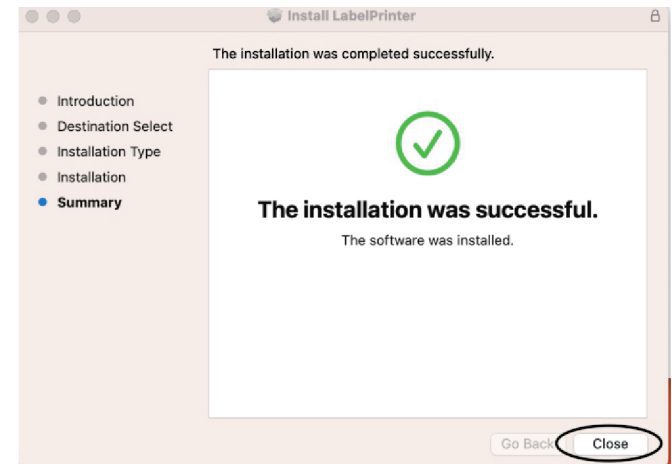 Install LabelPrinter
The installation was completed successfully.
Introduction
Destination Select
Installation Type
Installation
Summary
The installation was successful.
The software was installed.
Go Back
Close